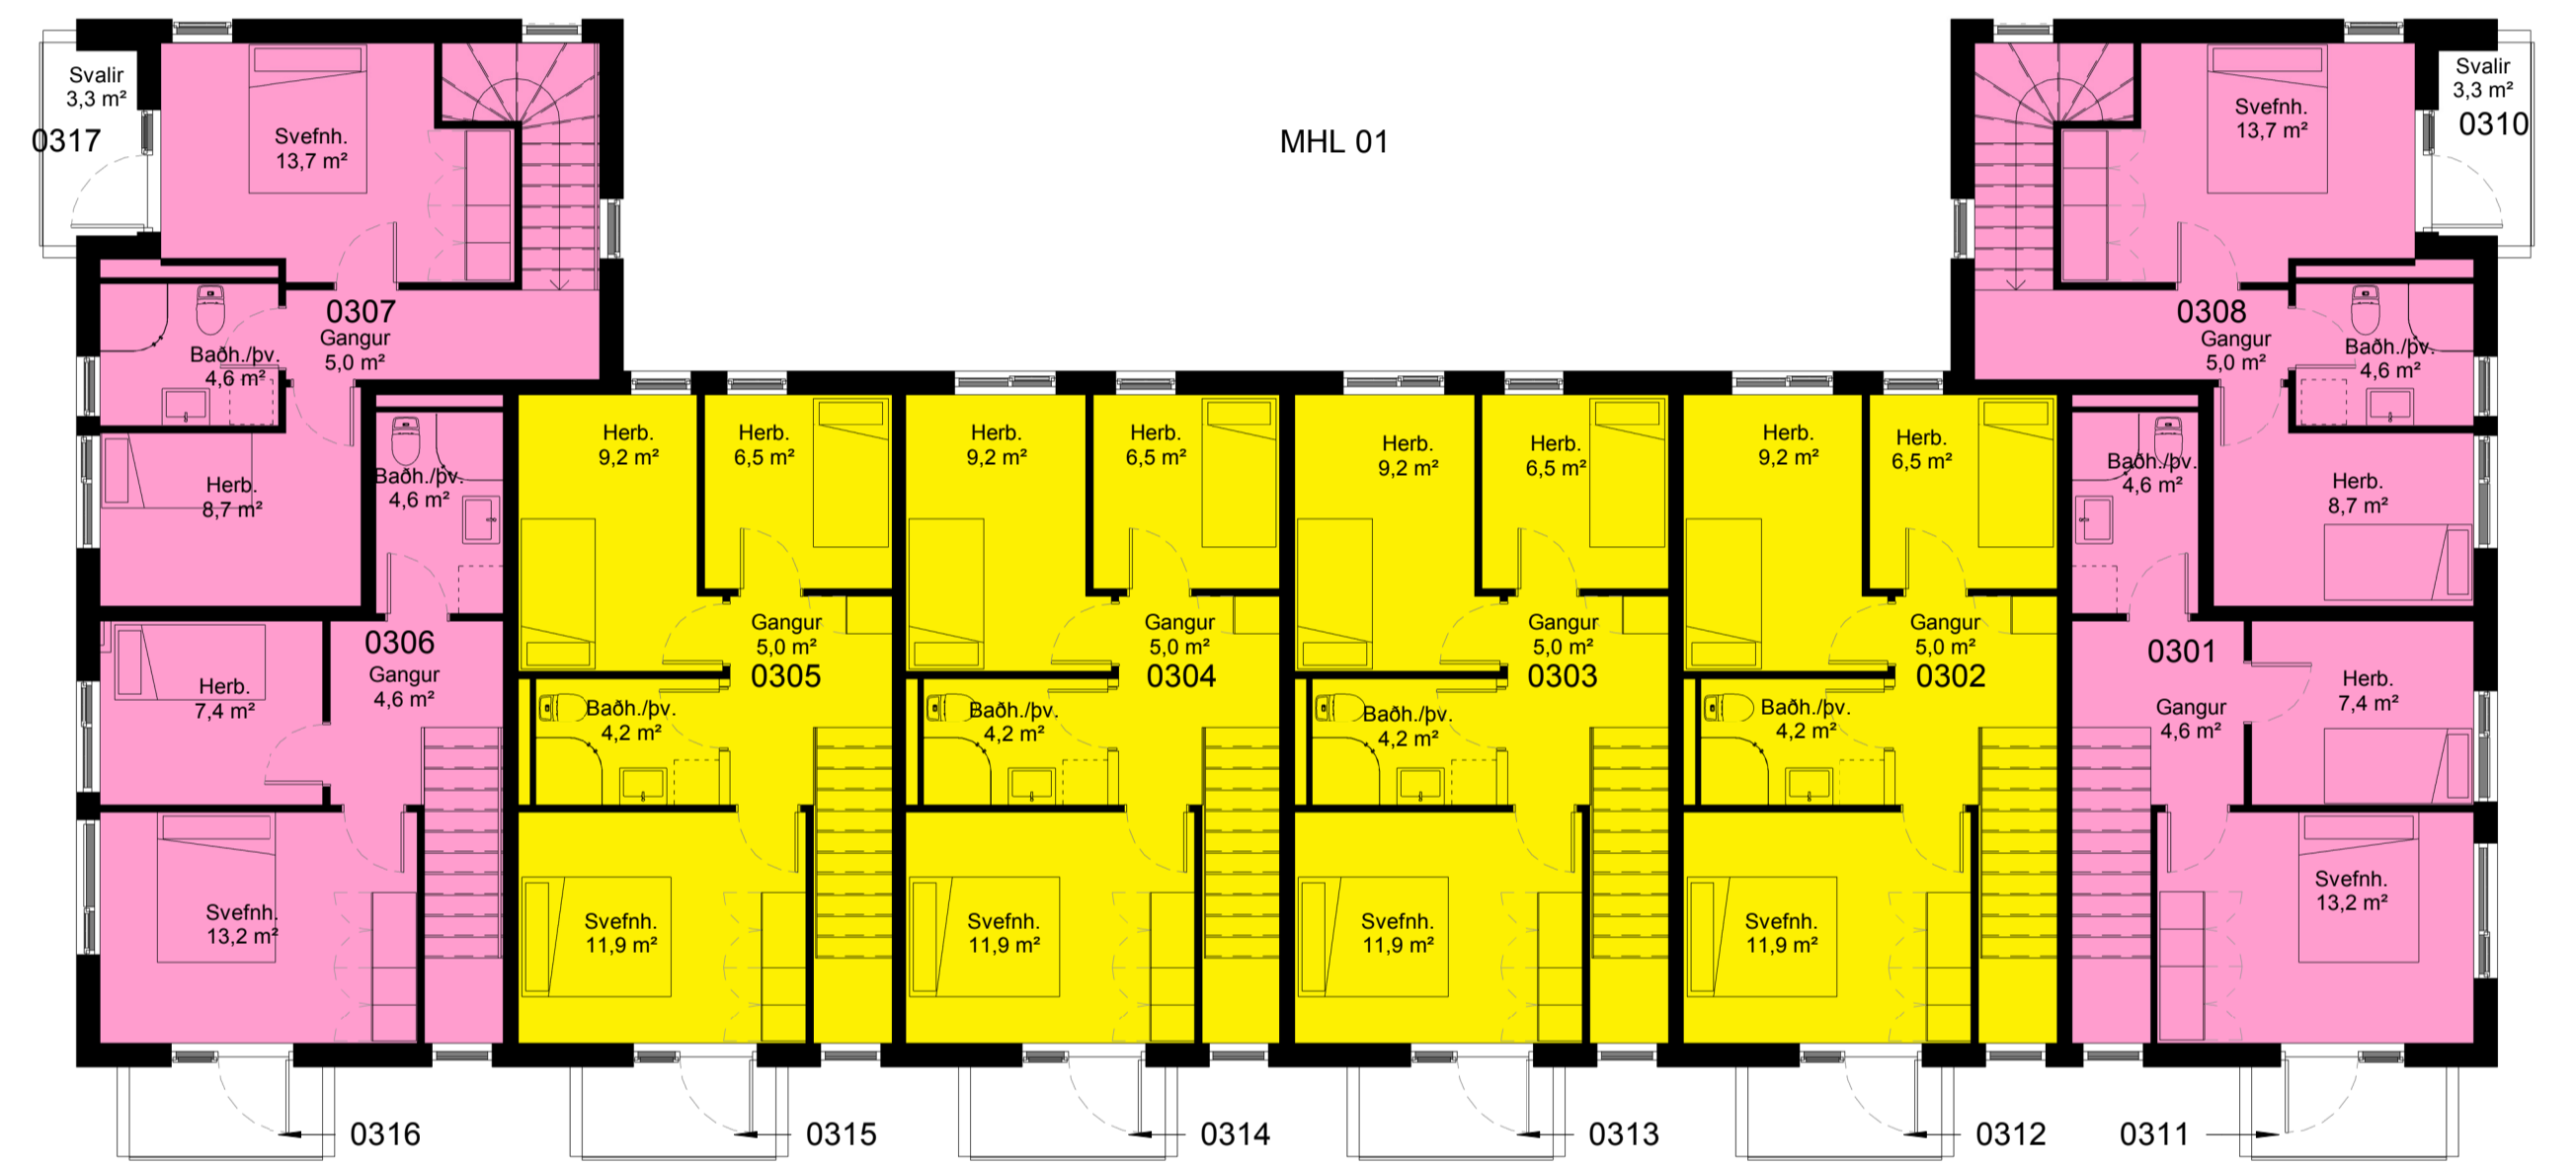 MHL 01
Svalir
3,3 m²
0317
Svefnh.
13,7 m²
0307
Gangur
5,0 m²
Baðh./þv.
4,6 m²
Herb.
8,7 m²
Baðh./þv.
4,6 m²
0306
Gangur
4,6 m²
Herb.
7,4 m²
Svefnh.
13,2 m²
Herb.
9,2 m²
Herb.
6,5 m²
Gangur
5,0 m²
0305
Baðh./þv.
4,2 m²
Svefnh.
11,9 m²
Herb.
9,2 m²
Herb.
6,5 m²
Gangur
5,0 m²
0304
Baðh./þv.
4,2 m²
Svefnh.
11,9 m²
Herb.
9,2 m²
Herb.
6,5 m²
Gangur
5,0 m²
0303
Baðh./þv.
4,2 m²
Svefnh.
11,9 m²
Herb.
9,2 m²
Herb.
6,5 m²
Gangur
5,0 m²
0302
Baðh./þv.
4,2 m²
Svefnh.
11,9 m²
Svefnh.
13,7 m²
Svalir
3,3 m²
0310
0308
Gangur
5,0 m²
Baðh./þv.
4,6 m²
Baðh./þv.
4,6 m²
Herb.
8,7 m²
0301
Gangur
4,6 m²
Herb.
7,4 m²
Svefnh.
13,2 m²
0316
0315
0314
0313
0312
0311